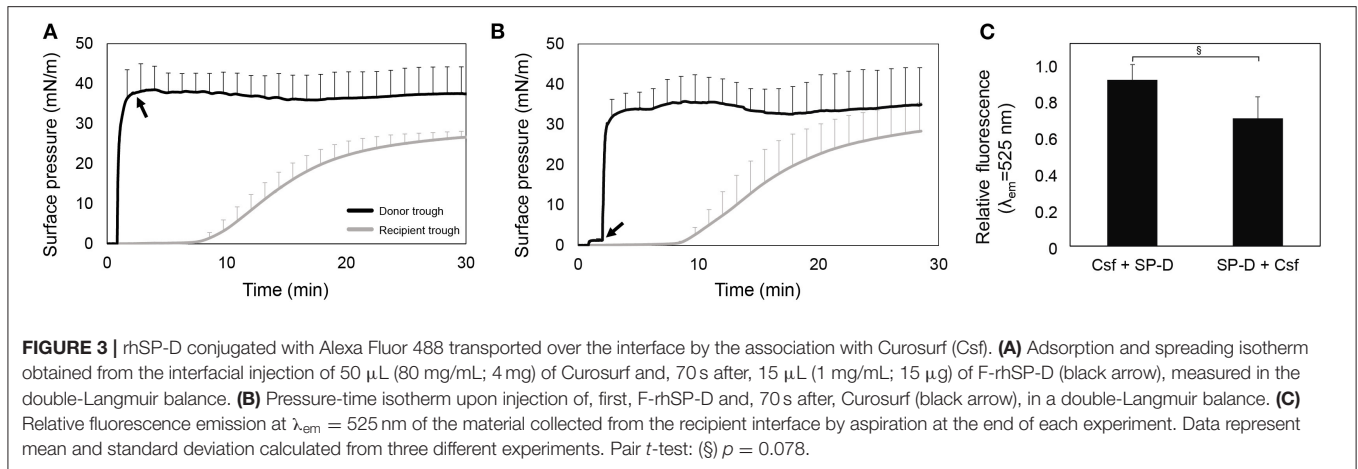 A
50
40
30
20
10
0
Surface pressure (mN/m)
Donor trough
Recipient trough
0
10
20
30
Time (min)
B
50
40
30
20
10
0
Surface pressure (mN/m)
0
10
20
30
Time (min)
C
§
1.0
0.8
0.6
0.4
0.2
0
Relative fluorescence
(λem=525 nm)
Csf + SP-D
SP-D + Csf
FIGURE 3 | rhSP-D conjugated with Alexa Fluor 488 transported over the interface by the association with Curosurf (Csf). (A) Adsorption and spreading isotherm
obtained from the interfacial injection of 50 μL (80 mg/mL; 4 mg) of Curosurf and, 70 s after, 15 μL (1 mg/mL; 15 μg) of F-rhSP-D (black arrow), measured in the
double-Langmuir balance. (B) Pressure-time isotherm upon injection of, first, F-rhSP-D and, 70 s after, Curosurf (black arrow), in a double-Langmuir balance. (C)
Relative fluorescence emission at λem = 525 nm of the material collected from the recipient interface by aspiration at the end of each experiment. Data represent
mean and standard deviation calculated from three different experiments. Pair t-test: (§) p = 0.078.